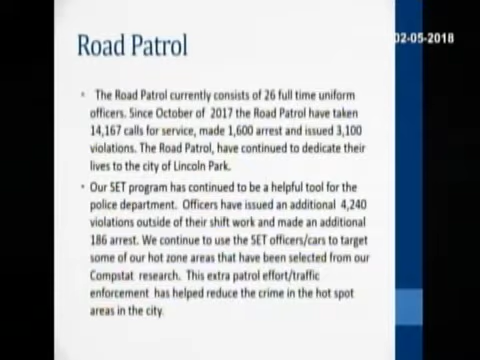 Road Patrol
02-05-2018
• The Road Patrol currently consists of 26 full time uniform
officers. Since October of 2017 the Road Patrol have taken
14,167 calls for service, made 1,600 arrest and issued 3,100
violations. The Road Patrol, have continued to dedicate their
lives to the city of Lincoln Park.
• Our SET program has continued to be a helpful tool for the
police department. Officers have issued an additional 4,240
violations outside of their shift work and made an additional
186 arrest. We continue to use the SET officers/cars to target
some of our hot zone areas that have been selected from our
Compstat research. This extra patrol effort/traffic
enforcement has helped reduce the crime in the hot spot
areas in the city.